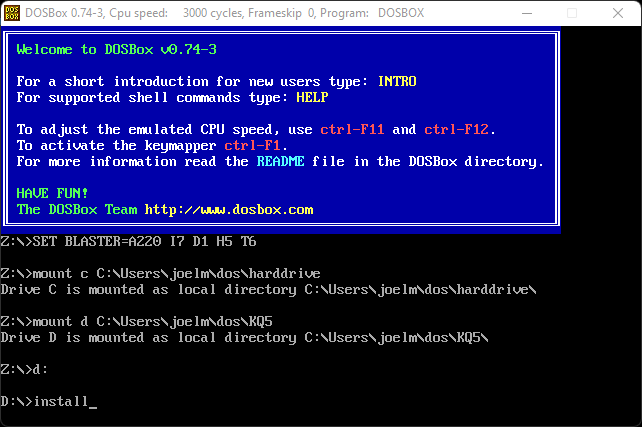 DOSBox 0.74-3, Cpu speed: 3000 cycles, Frameskip 0, Program: DOSBOX
Welcome to DOSBox v0.74-3
For a short introduction for new users type: INTRO
For supported shell commands type: HELP
To adjust the emulated CPU speed, use ctrl-F11 and ctrl-F12.
To activate the keymapper ctrl-F1.
For more information read the README file in the DOSBox directory.
HAVE FUN!
The DOSBox Team http://www.dosbox.com
Z:\>SET BLASTER=A220 I7 D1 H5 T6
Z:\>mount c C:\Users\joelm\dos\harddrive
Drive C is mounted as local directory C:\Users\joelm\dos\harddrive\
Z:\>mount d C:\Users\joelm\dos\KQ5
Drive D is mounted as local directory C:\Users\joelm\dos\KQ5\
Z:\>d:
D:\>install_